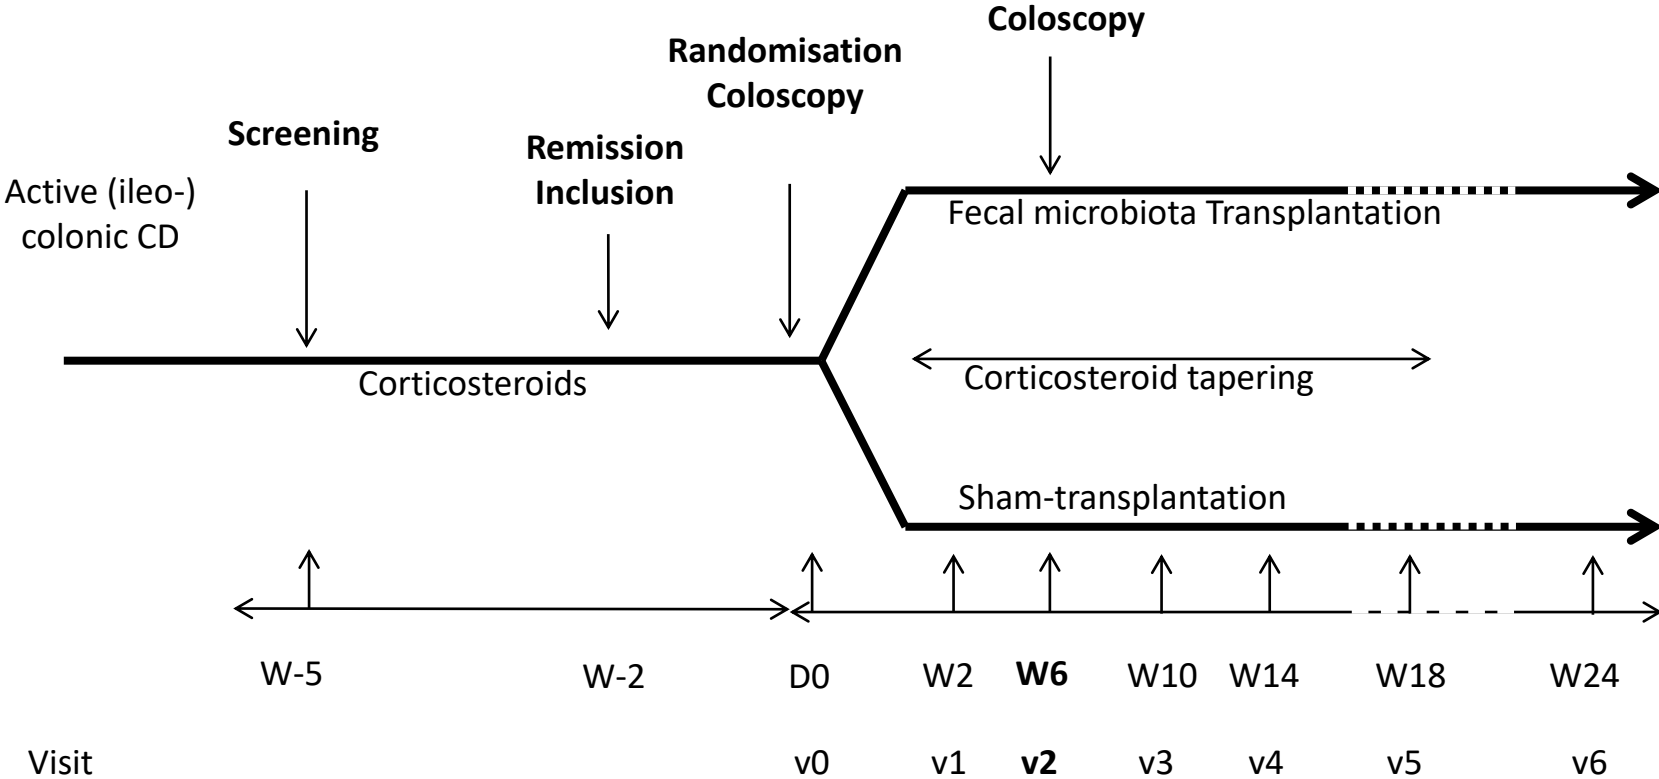 Coloscopy
Randomisation
Coloscopy
Screening
Remission
Inclusion
Active (ileo-)
colonic CD
Fecal microbiota Transplantation
Corticosteroids
Corticosteroid tapering
Sham-transplantation
W-5 W-2 D0 W2 W6 W10 W14 W18 W24
Visit v0 v1 v2 v3 v4 v5 v6